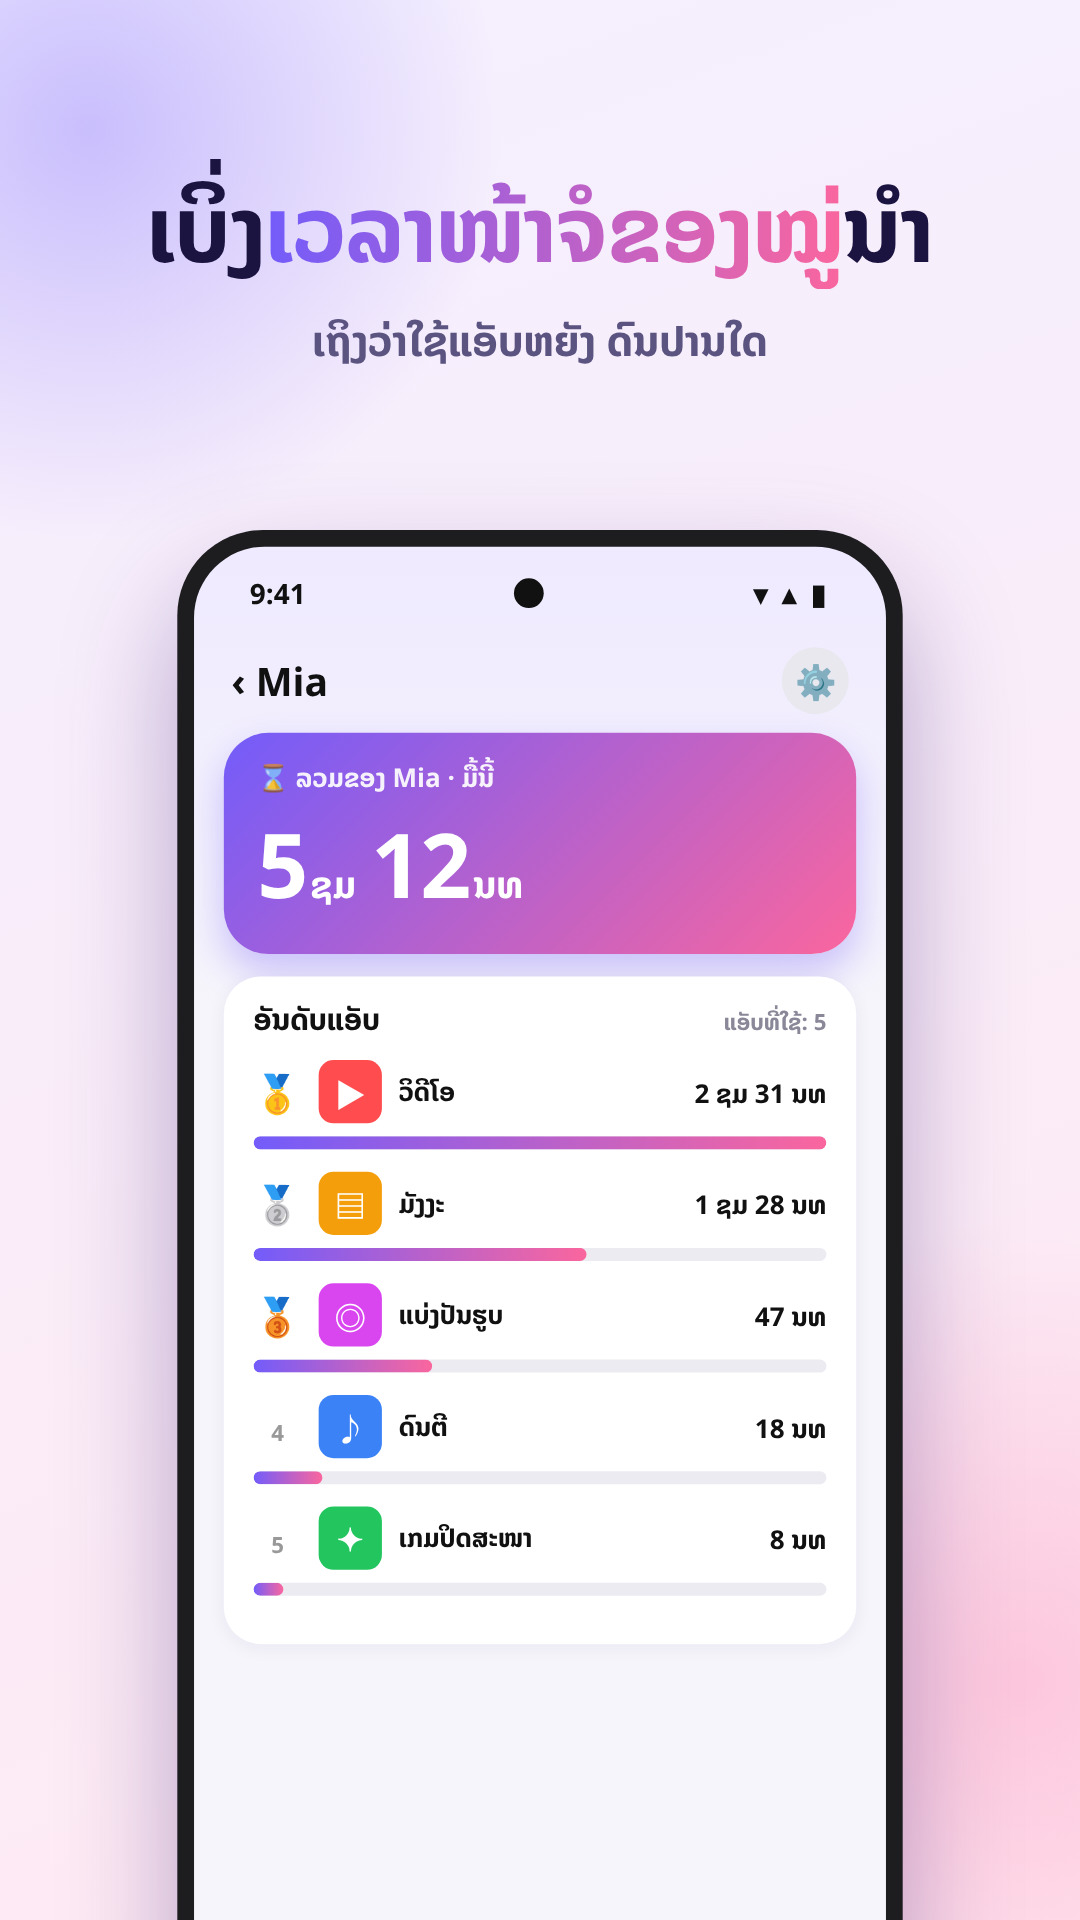 ເບິ່ງເວລາໜ້າຈໍຂອງໝູ່ນຳ
ເຖິງວ່າໃຊ້ແອັບຫຍັງ ດົນປານໃດ
9:41
‹ Mia
⌛ ລວມຂອງ Mia · ມື້ນີ້
5ຊມ 12ນທ
ອັນດັບແອັບ
ແອັບທີ່ໃຊ້: 5
ວິດີໂອ
2 ຊມ 31 ນທ
ມັງງະ
1 ຊມ 28 ນທ
ແບ່ງປັນຮູບ
47 ນທ
4
ດົນຕີ
18 ນທ
5
ເກມປິດສະໜາ
8 ນທ